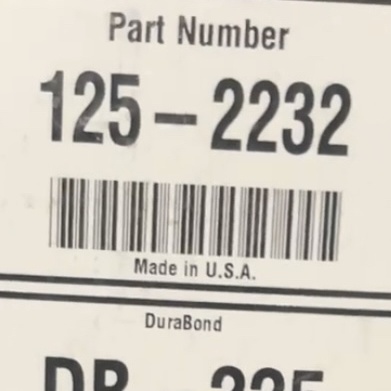 Part Number
125-2232
Made in U.S.A.
DuraBond